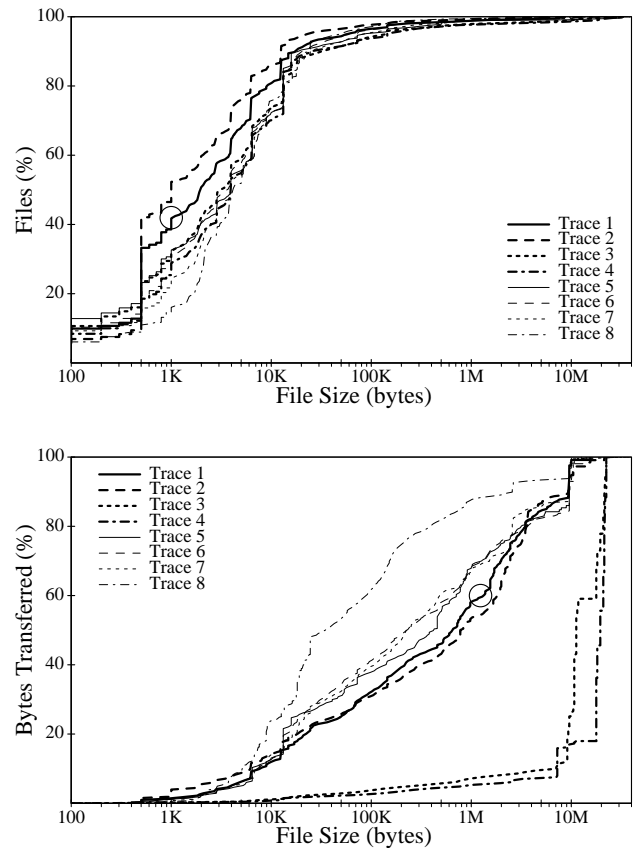 100
80
60
40
20
Files (%)
Trace 1
Trace 2
Trace 3
Trace 4
Trace 5
Trace 6
Trace 7
Trace 8
100 1K 10K 100K 1M 10M
File Size (bytes)
100
80
60
40
20
Bytes Transferred (%)
Trace 1
Trace 2
Trace 3
Trace 4
Trace 5
Trace 6
Trace 7
Trace 8
100 1K 10K 100K 1M 10M
File Size (bytes)